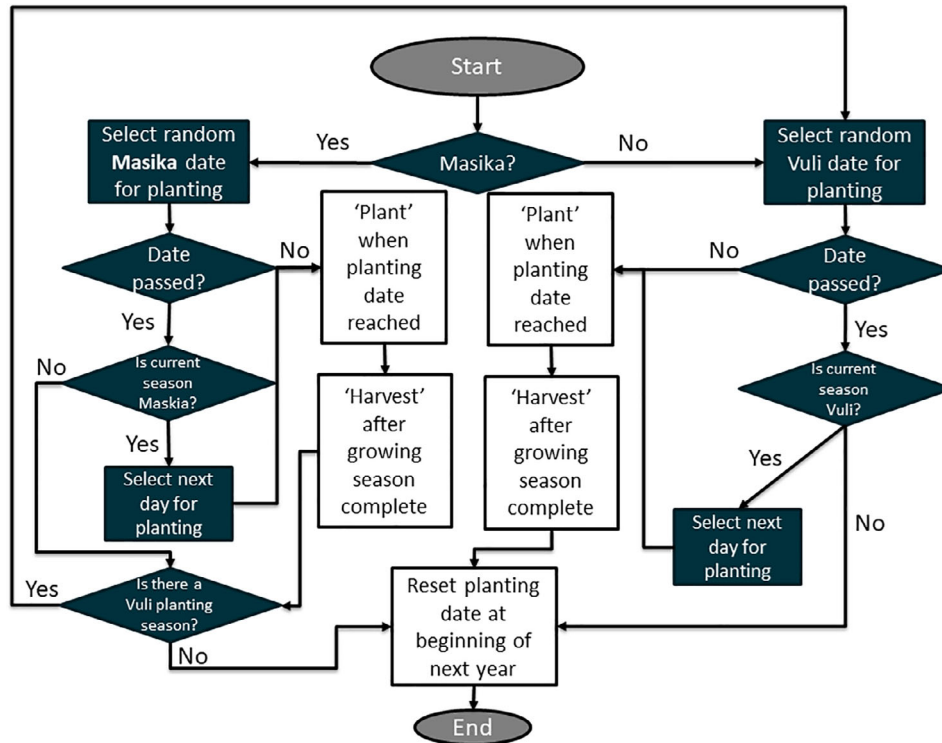 Start
Masika?
Yes
No
Select random
Masika date
for planting
Select random
Vuli date for
planting
Date
passed?
No
Yes
'Plant'
when
planting
date
reached
'Plant'
when
planting
date
reached
No
Date
passed?
Yes
No
Is current
season
Maskia?
Yes
Select next
day for
planting
'Harvest'
after
growing
season
complete
'Harvest'
after
growing
season
complete
Is current
season
Vuli?
Yes
No
Select next
day for
planting
Yes
Is there a
Vuli planting
season?
No
Reset planting
date at
beginning of
next year
End